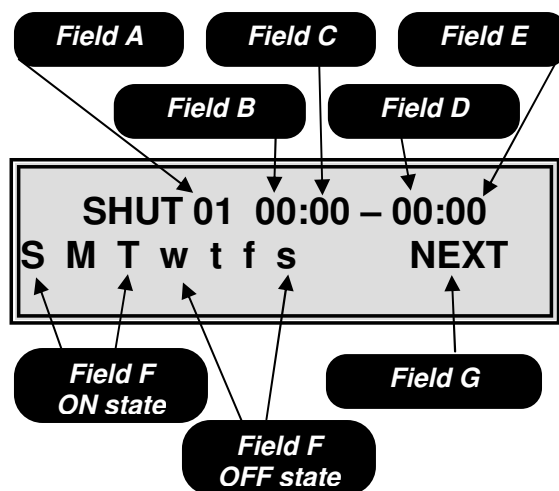 Field A
Field C
Field E
Field B
Field D
SHUT 01 00:00 – 00:00
S M T w t f s NEXT
Field F
ON state
Field G
Field F
OFF state